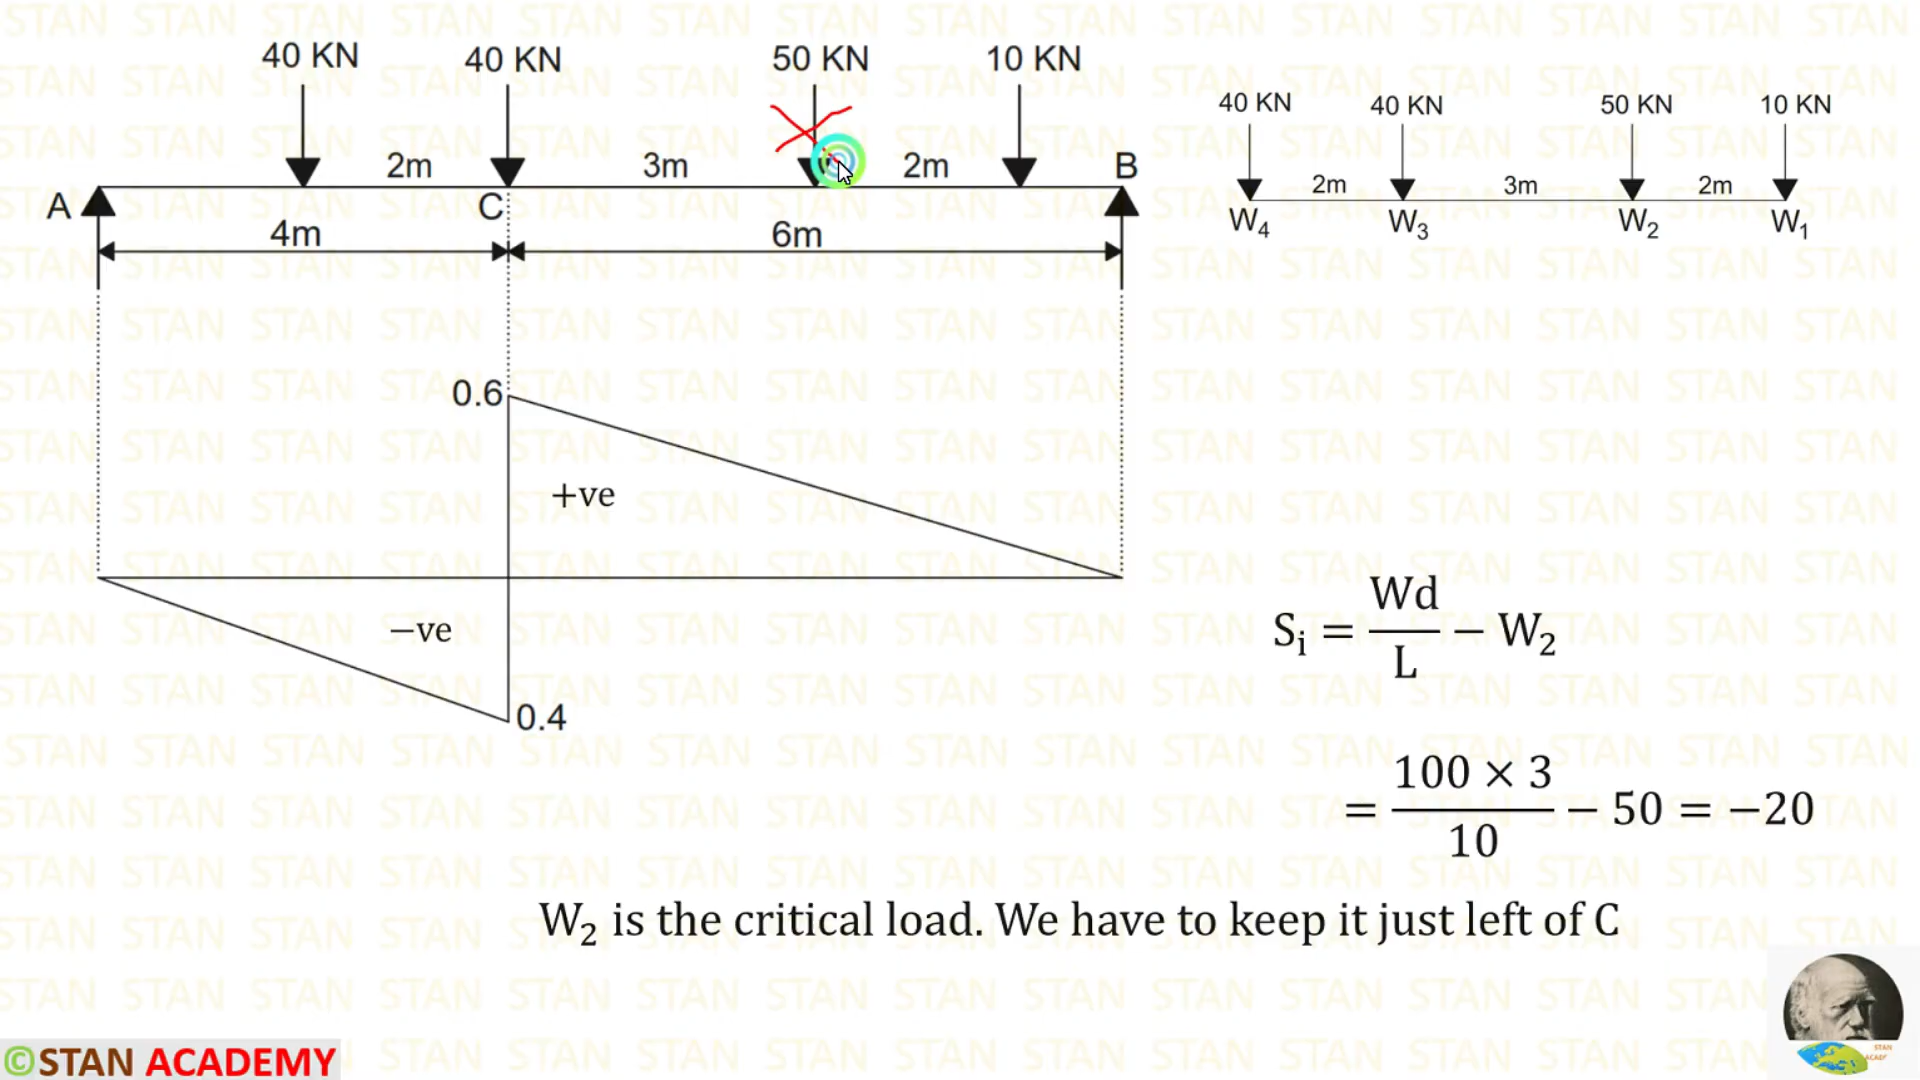 40 KN 40 KN 50 KN 10 KN
2m 3m 2m
A C B
4m 6m
40 KN 40 KN 50 KN 10 KN
2m 3m 2m
W₄ W₃ W₂ W₁
0.6
+ve
−ve
0.4
Sᵢ = Wd/L − W₂
= 100 × 3/10 − 50 = −20
W₂ is the critical load. We have to keep it just left of C
©STAN ACADEMY
STAN